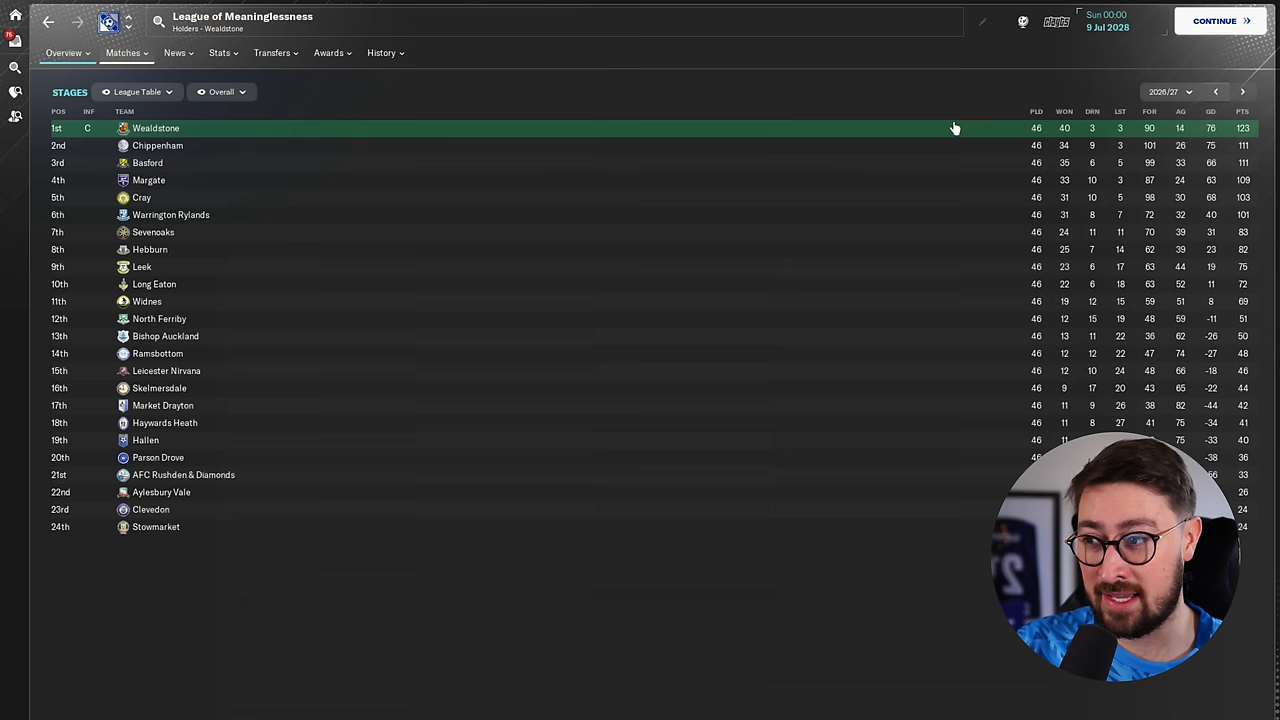 League of Meaninglessness
Holders - Wealdstone
Sun 00:00
9 Jul 2028
CONTINUE
75
Overview Matches News Stats Transfers Awards History
STAGES League Table Overall 2026/27
POS INF TEAM PLD WON DRN LST FOR AG GD PTS
1st C Wealdstone 46 40 3 3 90 14 76 123
2nd Chippenham 46 34 9 3 101 26 75 111
3rd Basford 46 35 6 5 99 33 66 111
4th Margate 46 33 10 3 87 24 63 109
5th Cray 46 31 10 5 98 30 68 103
6th Warrington Rylands 46 31 8 7 72 32 40 101
7th Sevenoaks 46 24 11 11 70 39 31 83
8th Hebburn 46 25 7 14 62 39 23 82
9th Leek 46 23 6 17 63 44 19 75
10th Long Eaton 46 22 6 18 63 52 11 72
11th Widnes 46 19 12 15 59 51 8 69
12th North Ferriby 46 12 15 19 48 59 -11 51
13th Bishop Auckland 46 13 11 22 36 62 -26 50
14th Ramsbottom 46 12 12 22 47 74 -27 48
15th Leicester Nirvana 46 12 10 24 48 66 -18 46
16th Skelmersdale 46 9 17 20 43 65 -22 44
17th Market Drayton 46 11 9 26 38 82 -44 42
18th Haywards Heath 46 11 8 27 41 75 -34 41
19th Hallen 46 11 75 -33 40
20th Parson Drove 46 -38 36
21st AFC Rushden & Diamonds 33
22nd Aylesbury Vale 26
23rd Clevedon 24
24th Stowmarket 24